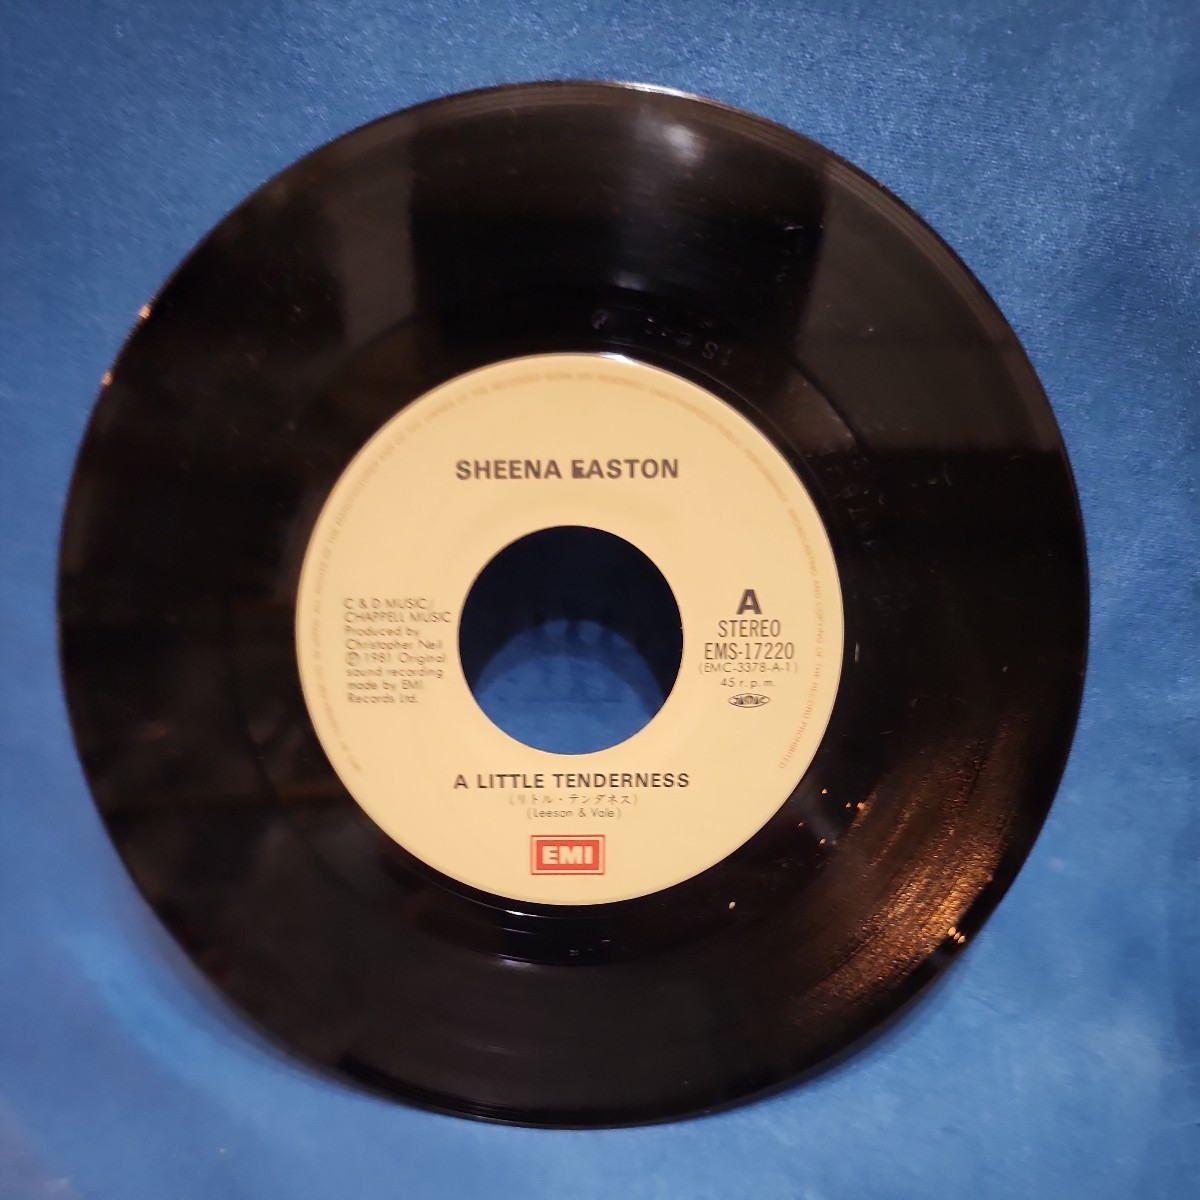 SHEENA EASTON
C & D MUSIC/
CHAPPELL MUSIC
Produced by
Christopher Neil
Ⓟ 1981 Original
sound recording
made by EMI
Records Ltd.
A
STEREO
EMS-17220
(EMC-3378-A-1)
45 r.p.m.
A LITTLE TENDERNESS
(リトル・テンダネス)
(Leeson & Vale)
EMI